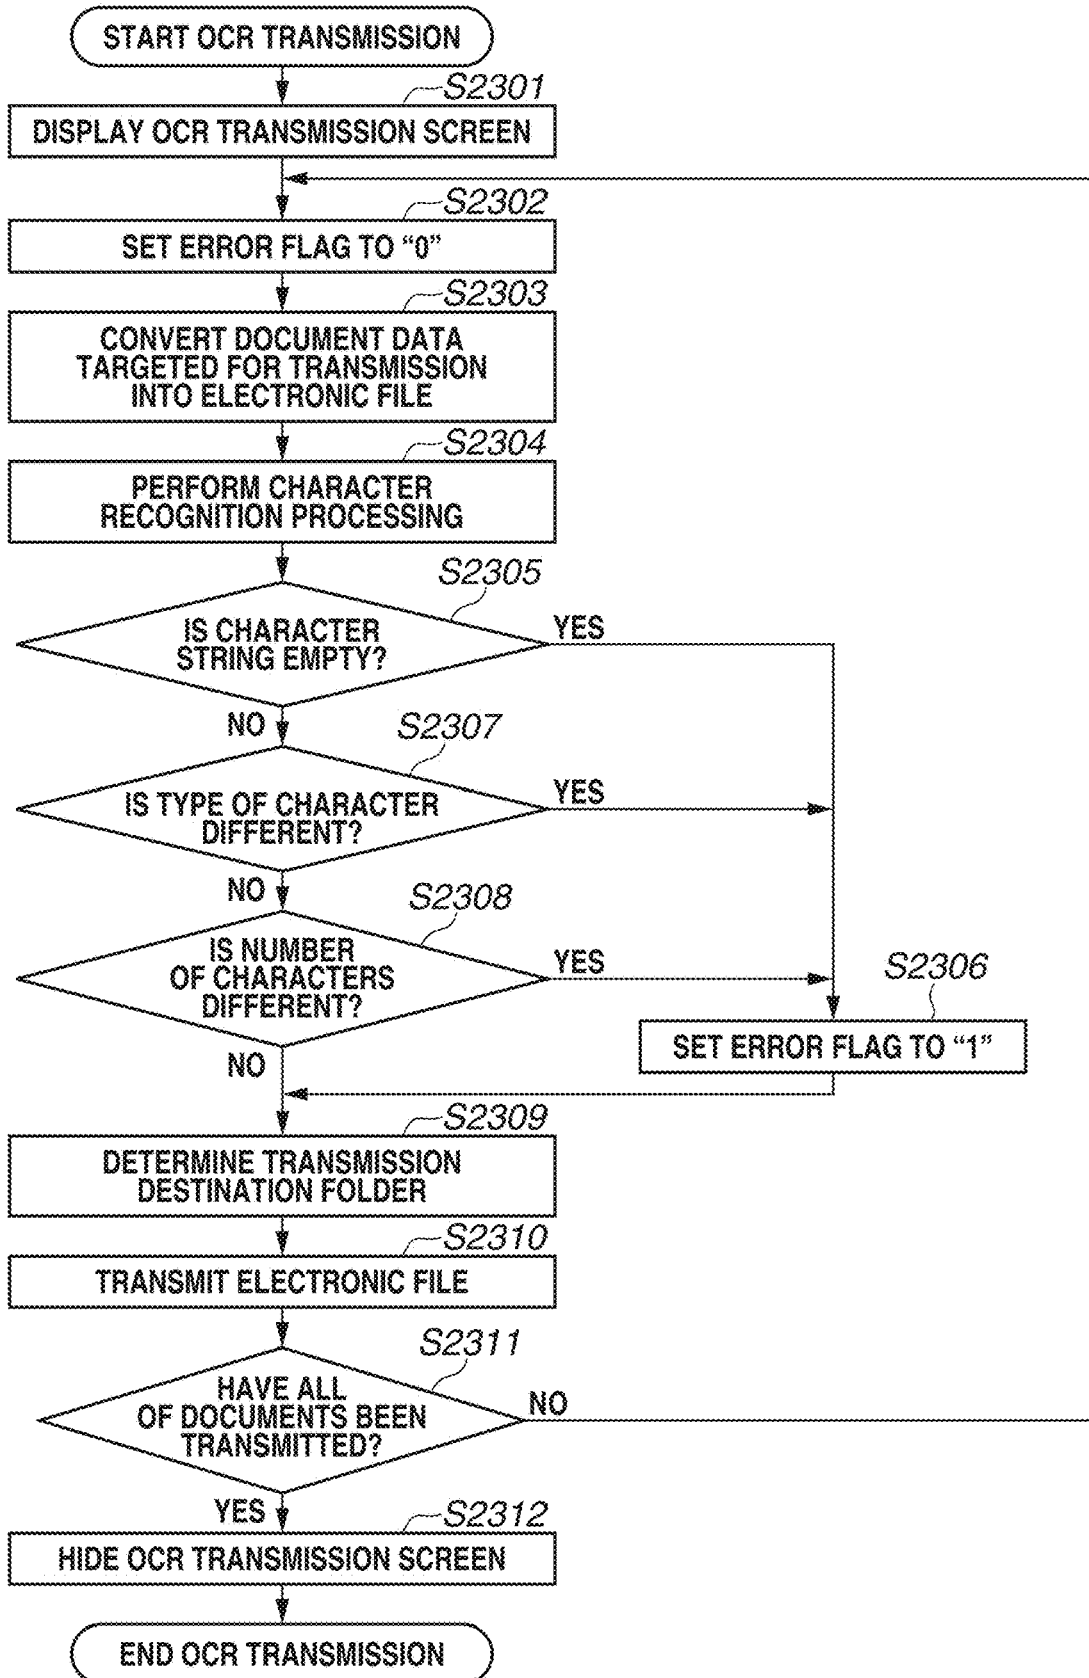 START OCR TRANSMISSION
S2301
DISPLAY OCR TRANSMISSION SCREEN
S2302
SET ERROR FLAG TO “0”
S2303
CONVERT DOCUMENT DATA
TARGETED FOR TRANSMISSION
INTO ELECTRONIC FILE
S2304
PERFORM CHARACTER
RECOGNITION PROCESSING
S2305
IS CHARACTER
STRING EMPTY?
YES
NO
S2307
IS TYPE OF CHARACTER
DIFFERENT?
YES
NO
S2308
IS NUMBER
OF CHARACTERS
DIFFERENT?
YES
S2306
SET ERROR FLAG TO “1”
NO
S2309
DETERMINE TRANSMISSION
DESTINATION FOLDER
S2310
TRANSMIT ELECTRONIC FILE
S2311
HAVE ALL
OF DOCUMENTS BEEN
TRANSMITTED?
NO
YES
S2312
HIDE OCR TRANSMISSION SCREEN
END OCR TRANSMISSION